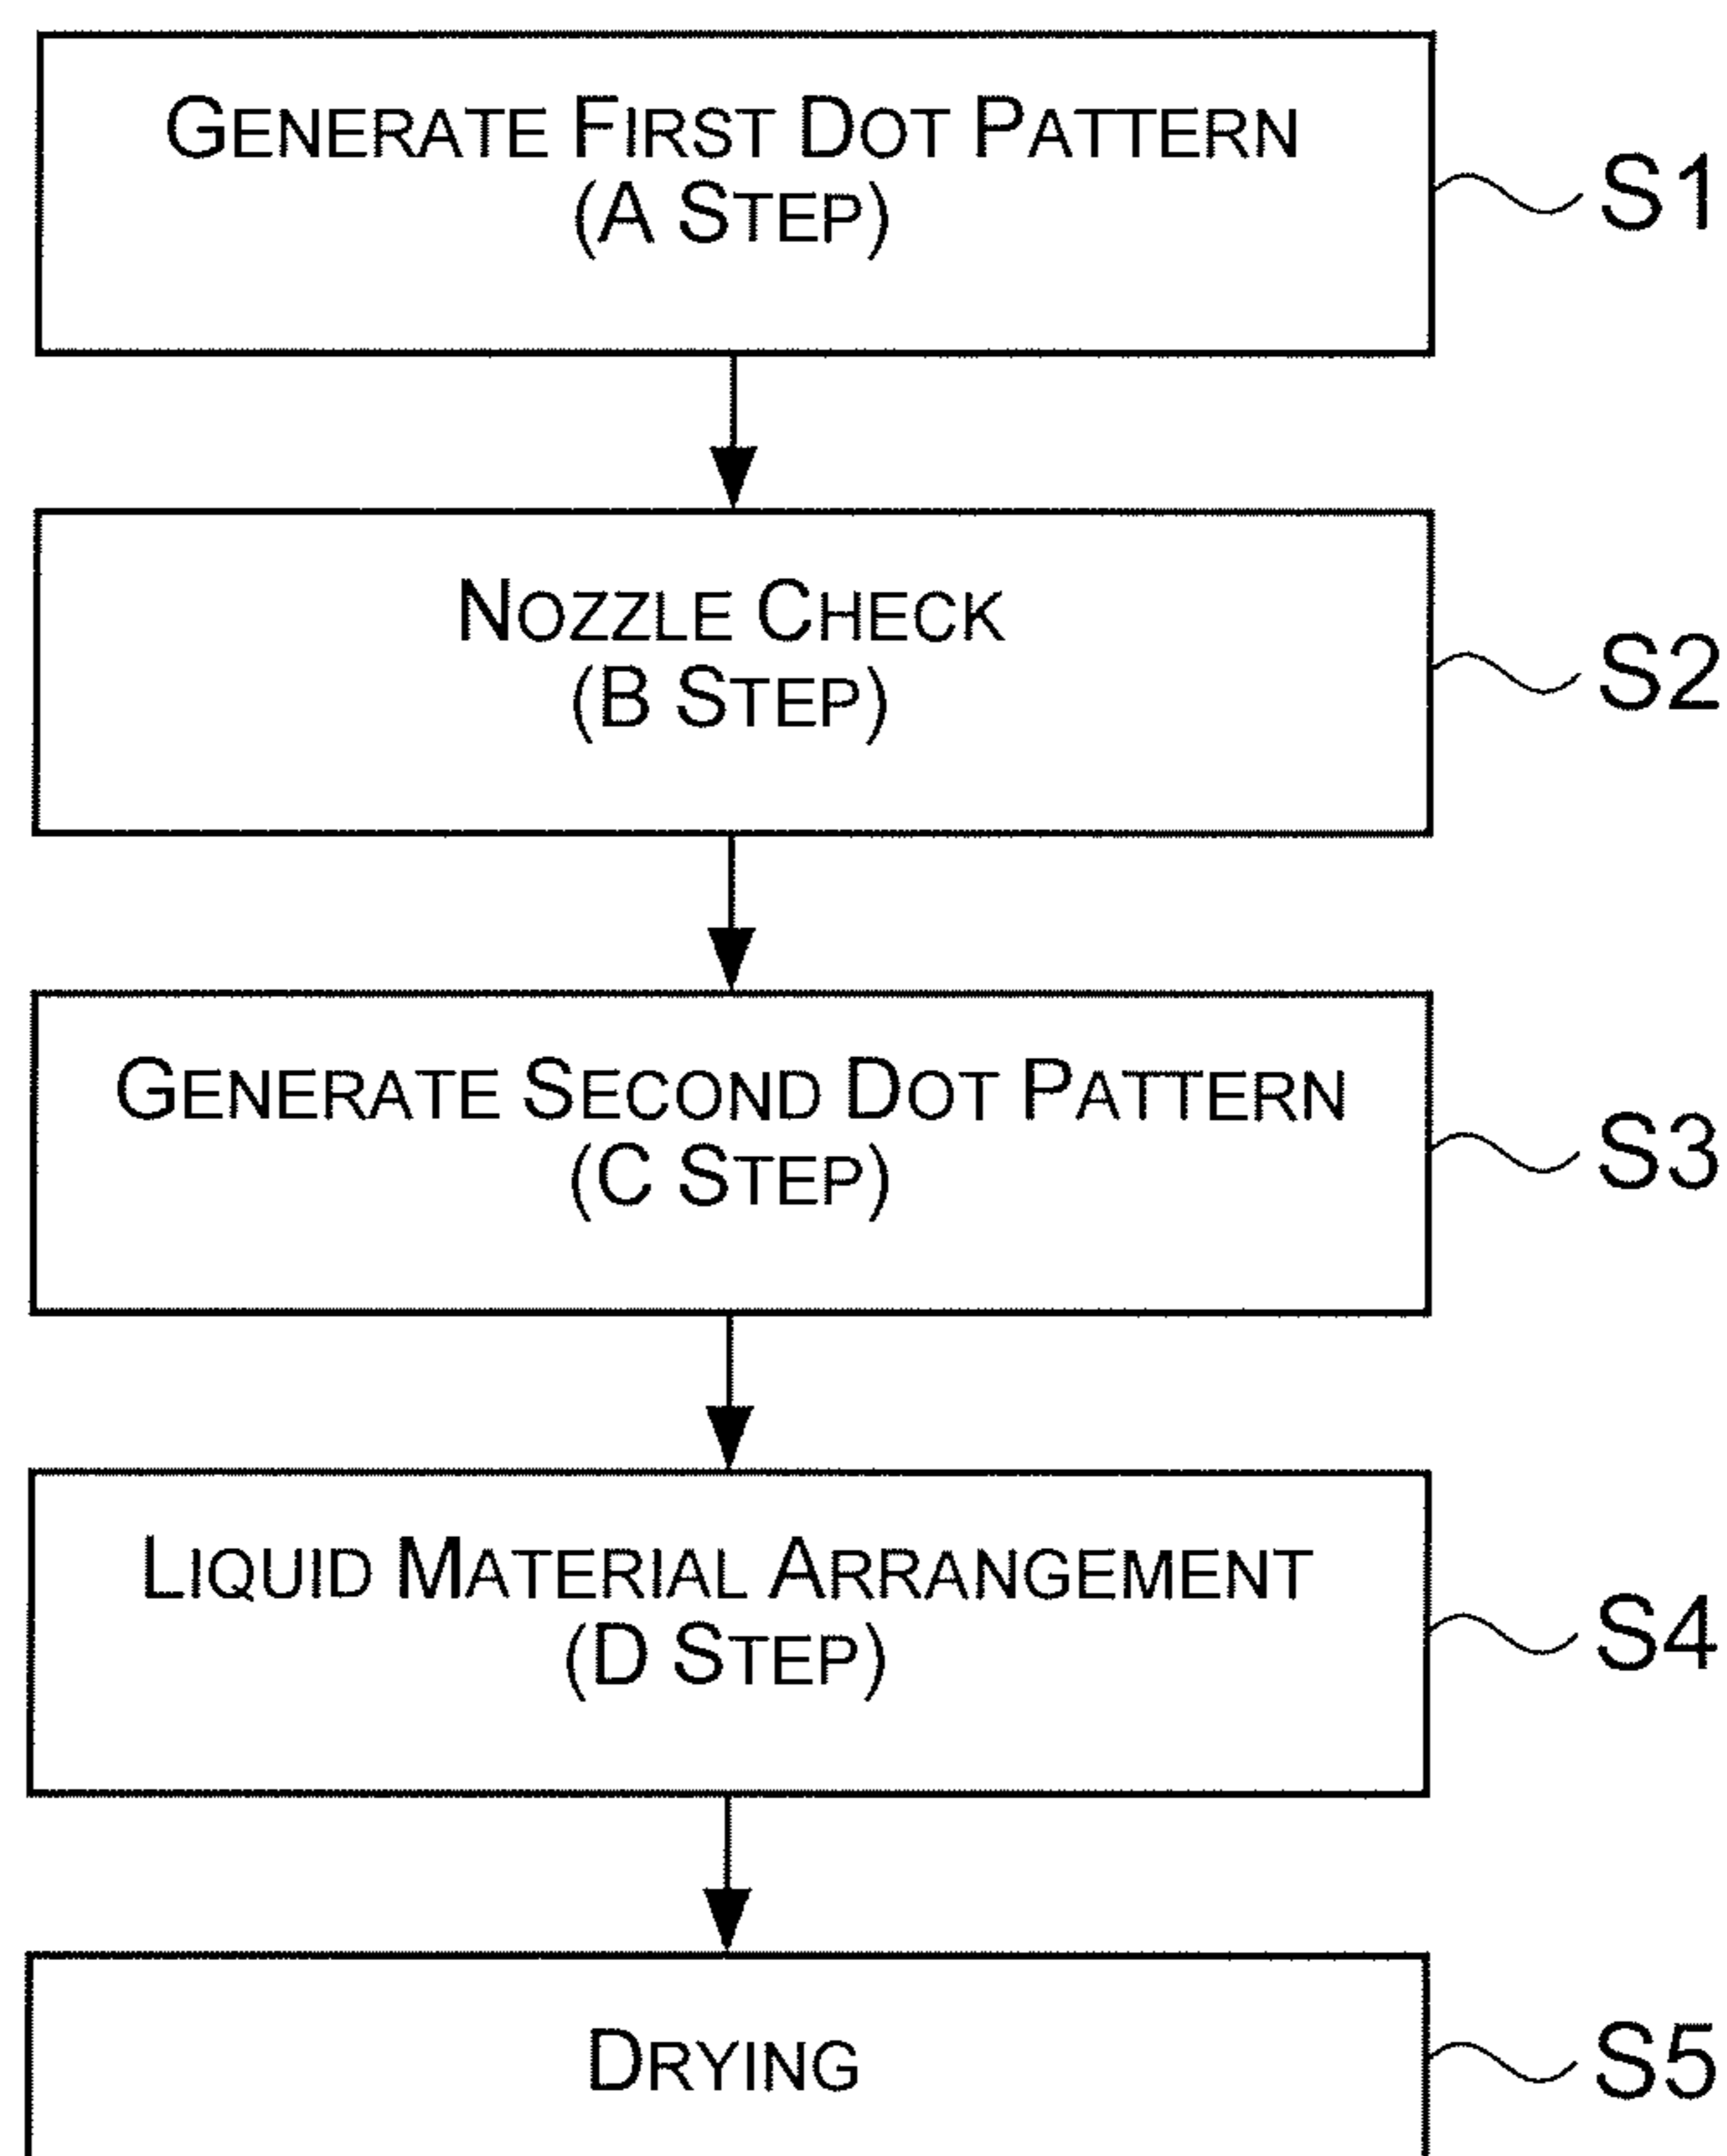 GENERATE FIRST DOT PATTERN
(A STEP)
S1
NOZZLE CHECK
(B STEP)
S2
GENERATE SECOND DOT PATTERN
(C STEP)
S3
LIQUID MATERIAL ARRANGEMENT
(D STEP)
S4
DRYING
S5